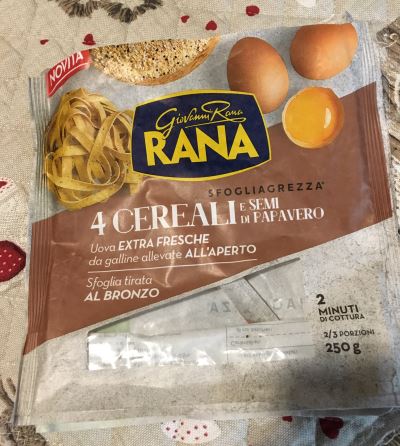 NOVITÀ
Giovanni Rana
RANA
SFOGLIAGREZZA
4 CEREALI E SEMI DI PAPAVERO
Uova EXTRA FRESCHE
da galline allevate ALL'APERTO
Sfoglia tirata
AL BRONZO
2
MINUTI
DI COTTURA
2/3 PORZIONI
250 g